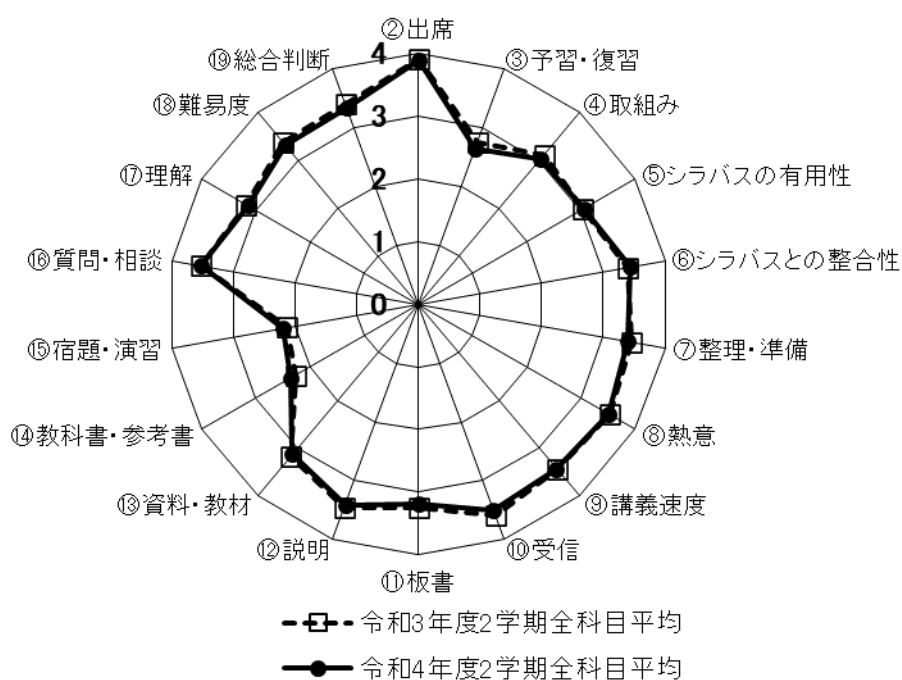 ②出席
③予習・復習
④取組み
⑤シラバスの有用性
⑥シラバスとの整合性
⑦整理・準備
⑧熱意
⑨講義速度
⑩受信
⑪板書
⑫説明
⑬資料・教材
⑭教科書・参考書
⑮宿題・演習
⑯質問・相談
⑰理解
⑱難易度
⑲総合判断
4
3
2
1
0
令和3年度2学期全科目平均
令和4年度2学期全科目平均